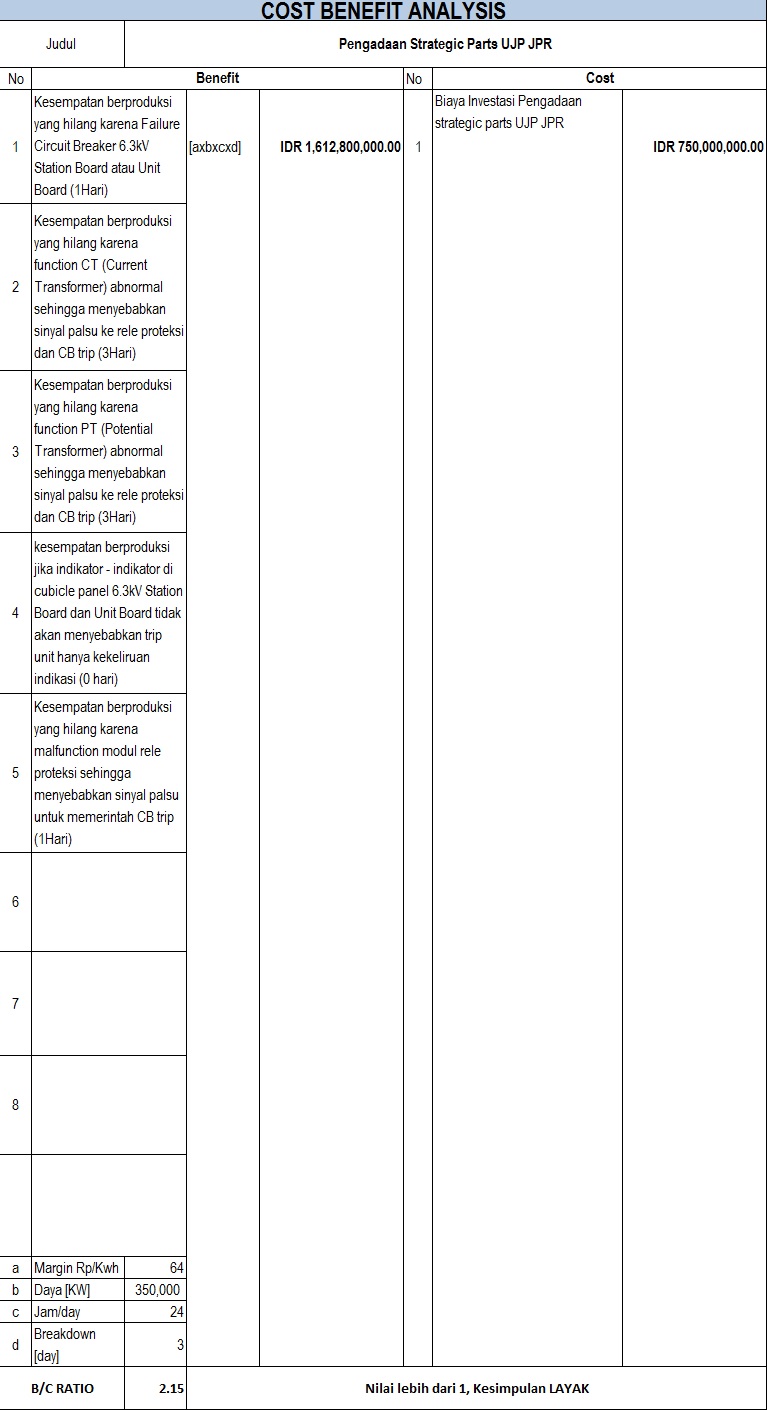 COST BENEFIT ANALYSIS
Judul
Pengadaan Strategic Parts UJP JPR
No
Benefit
No
Cost
1
Kesempatan berproduksi
yang hilang karena Failure
Circuit Breaker 6.3kV
Station Board atau Unit
Board (1Hari)
[axbxcxd]
IDR 1,612,800,000.00
1
Biaya Investasi Pengadaan
strategic parts UJP JPR
IDR 750,000,000.00
2
Kesempatan berproduksi
yang hilang karena
function CT (Current
Transformer) abnormal
sehingga menyebabkan
sinyal palsu ke rele proteksi
dan CB trip (3Hari)
3
Kesempatan berproduksi
yang hilang karena
function PT (Potential
Transformer) abnormal
sehingga menyebabkan
sinyal palsu ke rele proteksi
dan CB trip (3Hari)
4
kesempatan berproduksi
jika indikator - indikator di
cubicle panel 6.3kV Station
Board dan Unit Board tidak
akan menyebabkan trip
unit hanya kekeliruan
indikasi (0 hari)
5
Kesempatan berproduksi
yang hilang karena
malfunction modul rele
proteksi sehingga
menyebabkan sinyal palsu
untuk memerintah CB trip
(1Hari)
6
7
8
a Margin Rp/Kwh 64
b Daya [KW] 350,000
c Jam/day 24
d Breakdown
[day] 3
B/C RATIO 2.15 Nilai lebih dari 1, Kesimpulan LAYAK